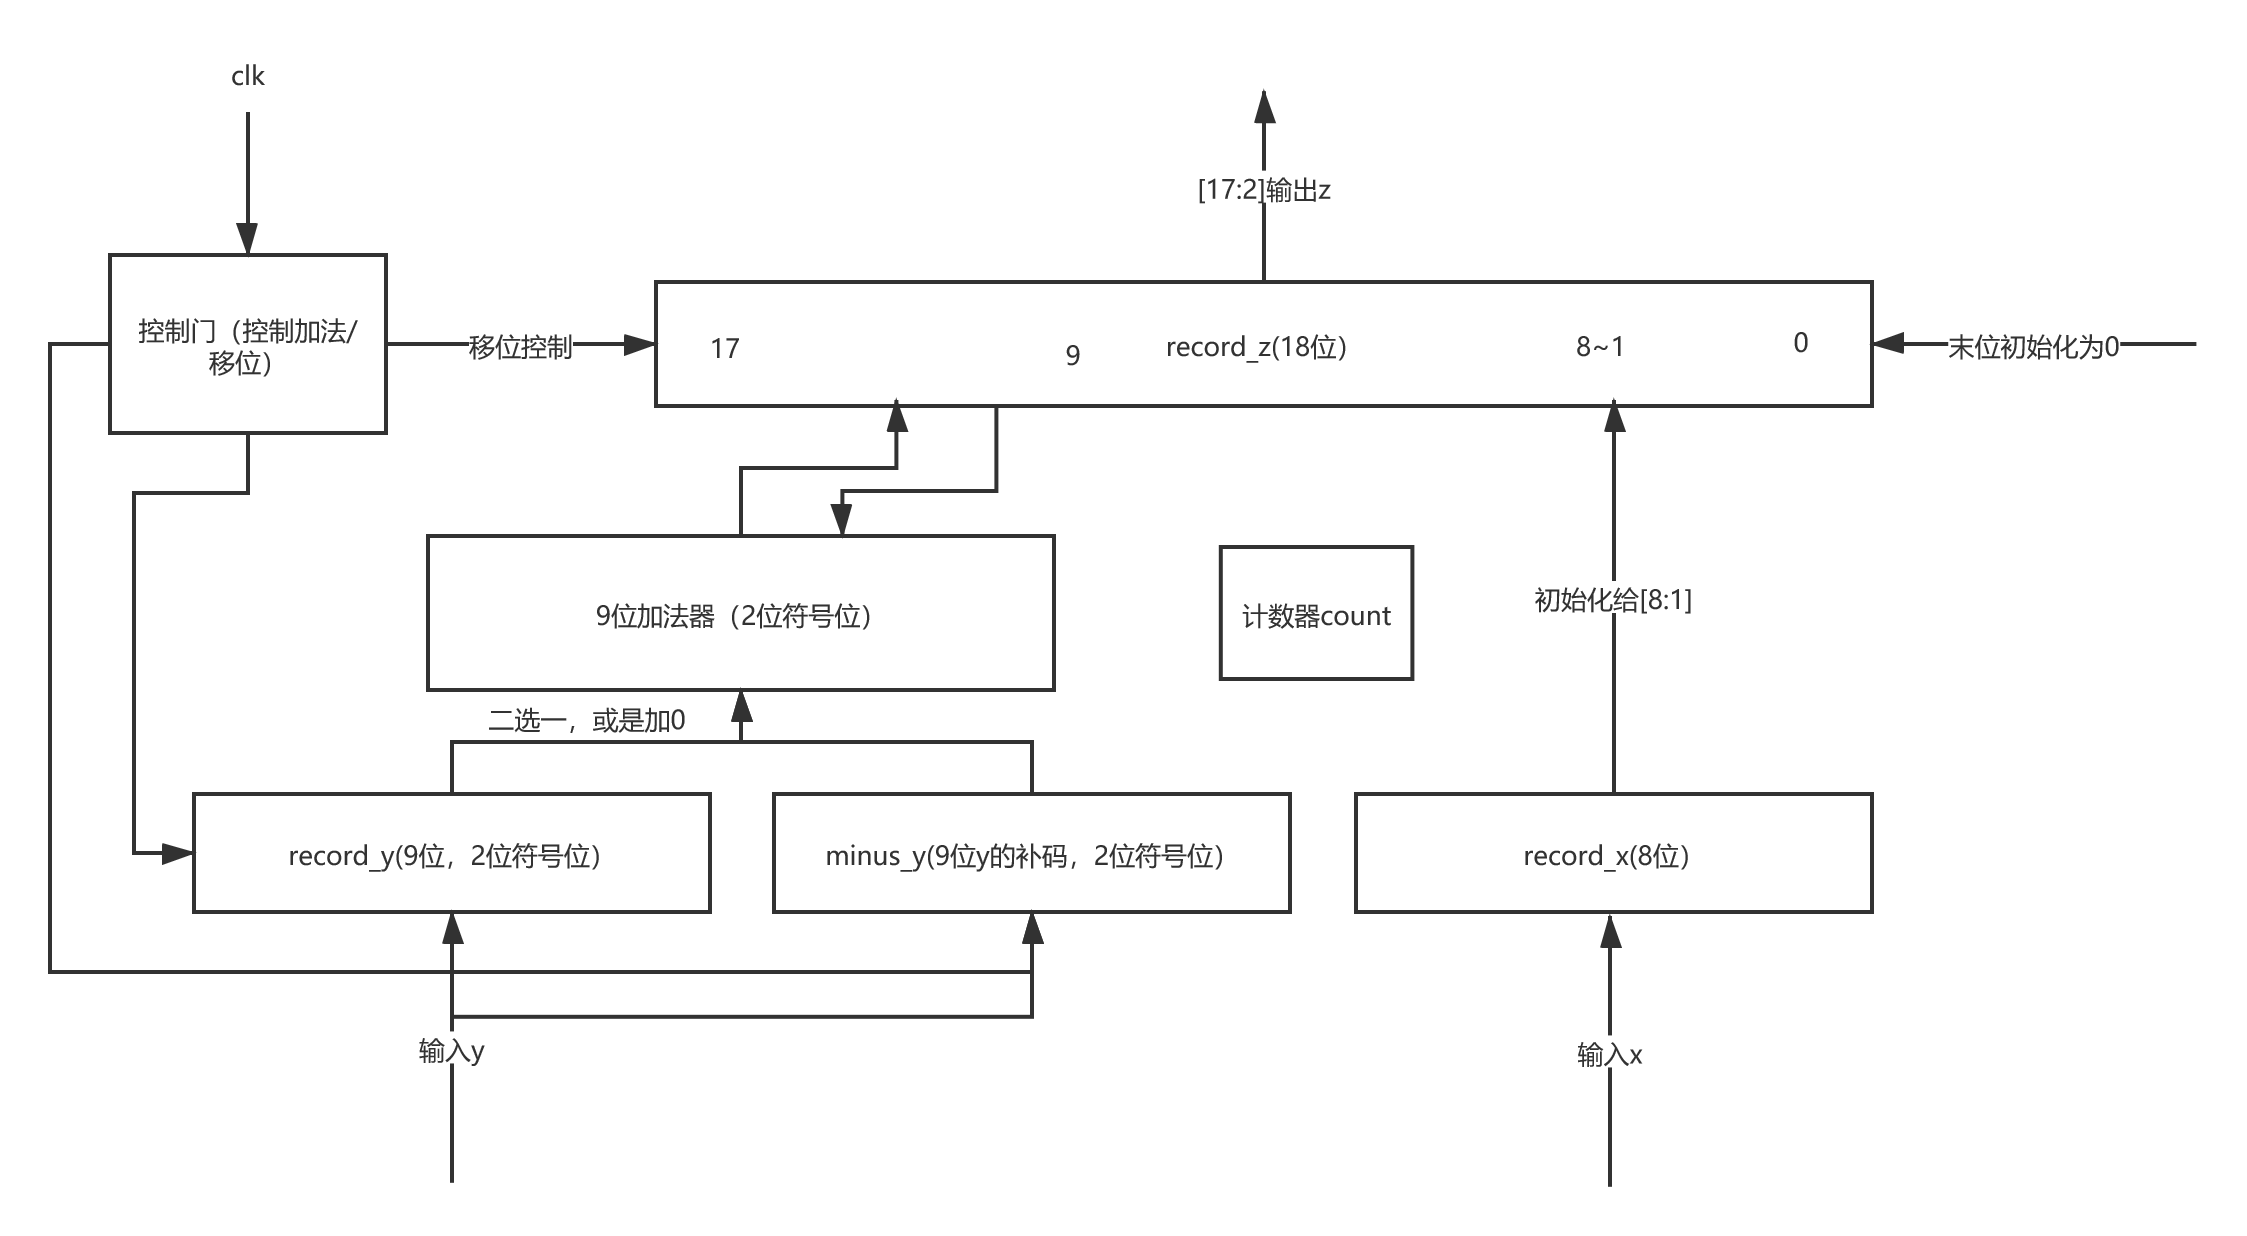 clk
[17:2]输出z
控制门（控制加法/
移位）
移位控制
17
9
record_z(18位）
8~1
0
末位初始化为0
9位加法器（2位符号位）
计数器count
初始化给[8:1]
二选一，或是加0
record_y(9位，2位符号位）
minus_y(9位y的补码，2位符号位）
record_x(8位）
输入y
输入x